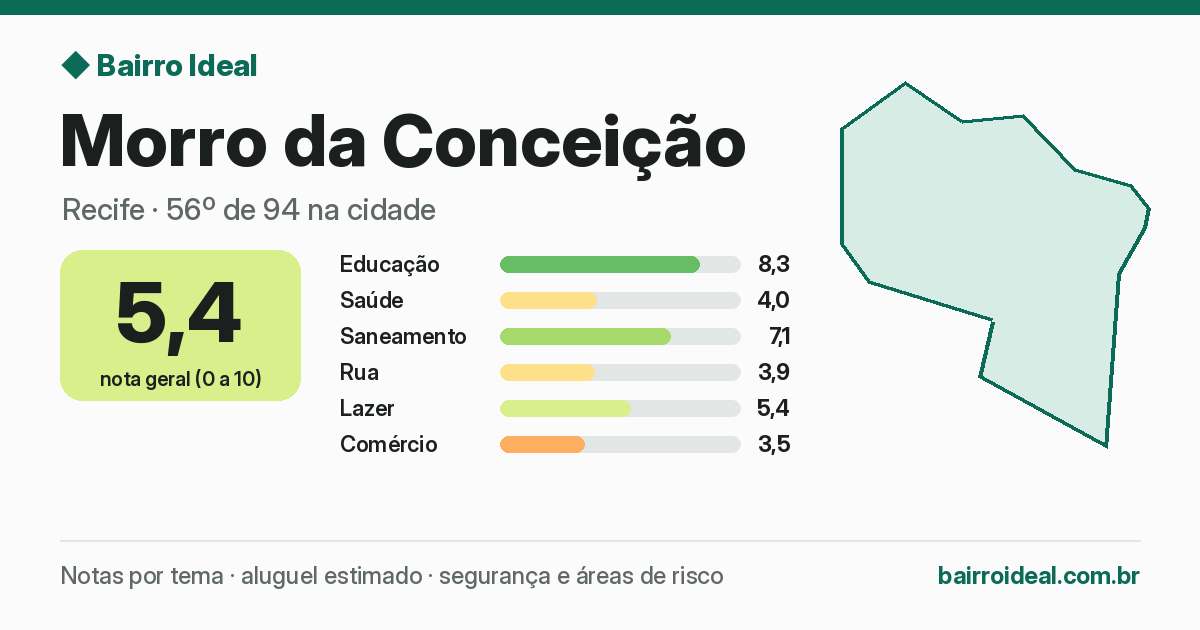 Bairro Ideal
Morro da Conceição
Recife · 56º de 94 na cidade
5,4
nota geral (0 a 10)
Educação 8,3
Saúde 4,0
Saneamento 7,1
Rua 3,9
Lazer 5,4
Comércio 3,5
Notas por tema · aluguel estimado · segurança e áreas de risco
bairroideal.com.br